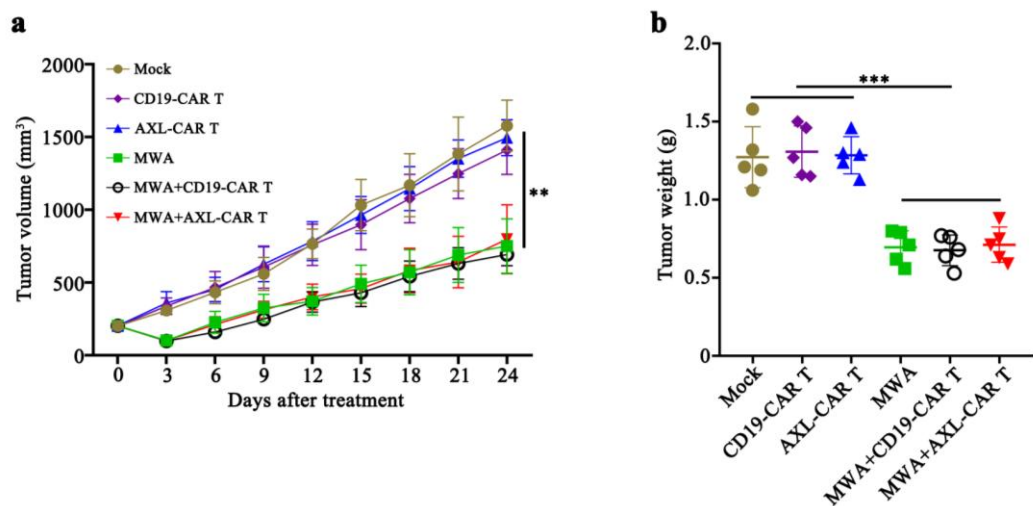 a
Tumor volume (mm³)
2000
1500
1000
500
0
Mock
CD19-CAR T
AXL-CAR T
MWA
MWA+CD19-CAR T
MWA+AXL-CAR T
**
0 3 6 9 12 15 18 21 24
Days after treatment
b
Tumor weight (g)
2.0
1.5
1.0
0.5
0.0
***
Mock
CD19-CAR T
AXL-CAR T
MWA
MWA+CD19-CAR T
MWA+AXL-CAR T